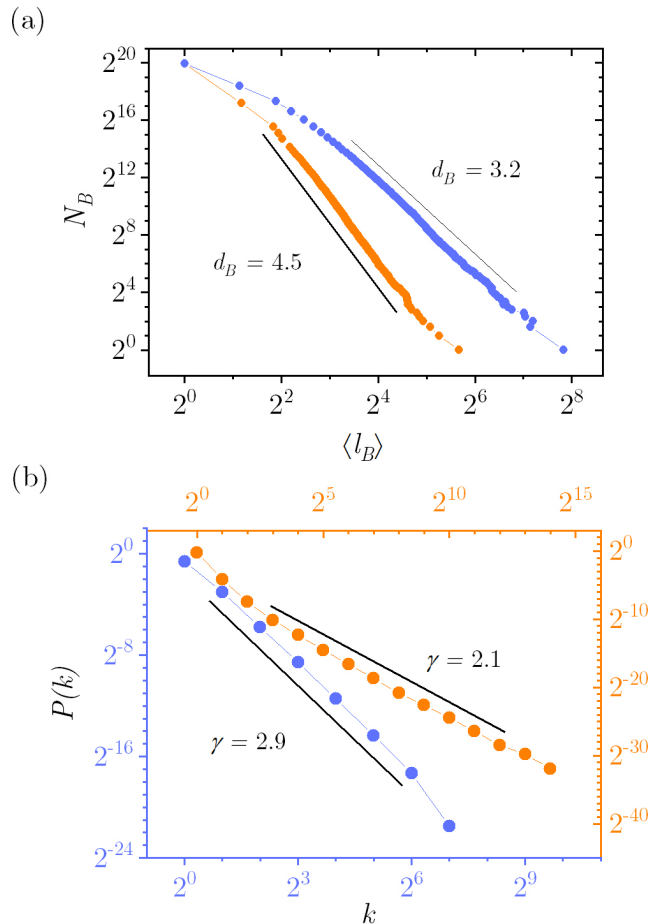 (a)
2^20
2^16
2^12
2^8
2^4
2^0
N_B
d_B = 3.2
d_B = 4.5
2^0 2^2 2^4 2^6 2^8
⟨l_B⟩
(b)
2^0 2^5 2^10 2^15
2^0
2^-8
2^-16
2^-24
P(k)
γ = 2.1
γ = 2.9
2^0
2^-10
2^-20
2^-30
2^-40
2^0 2^3 2^6 2^9
k